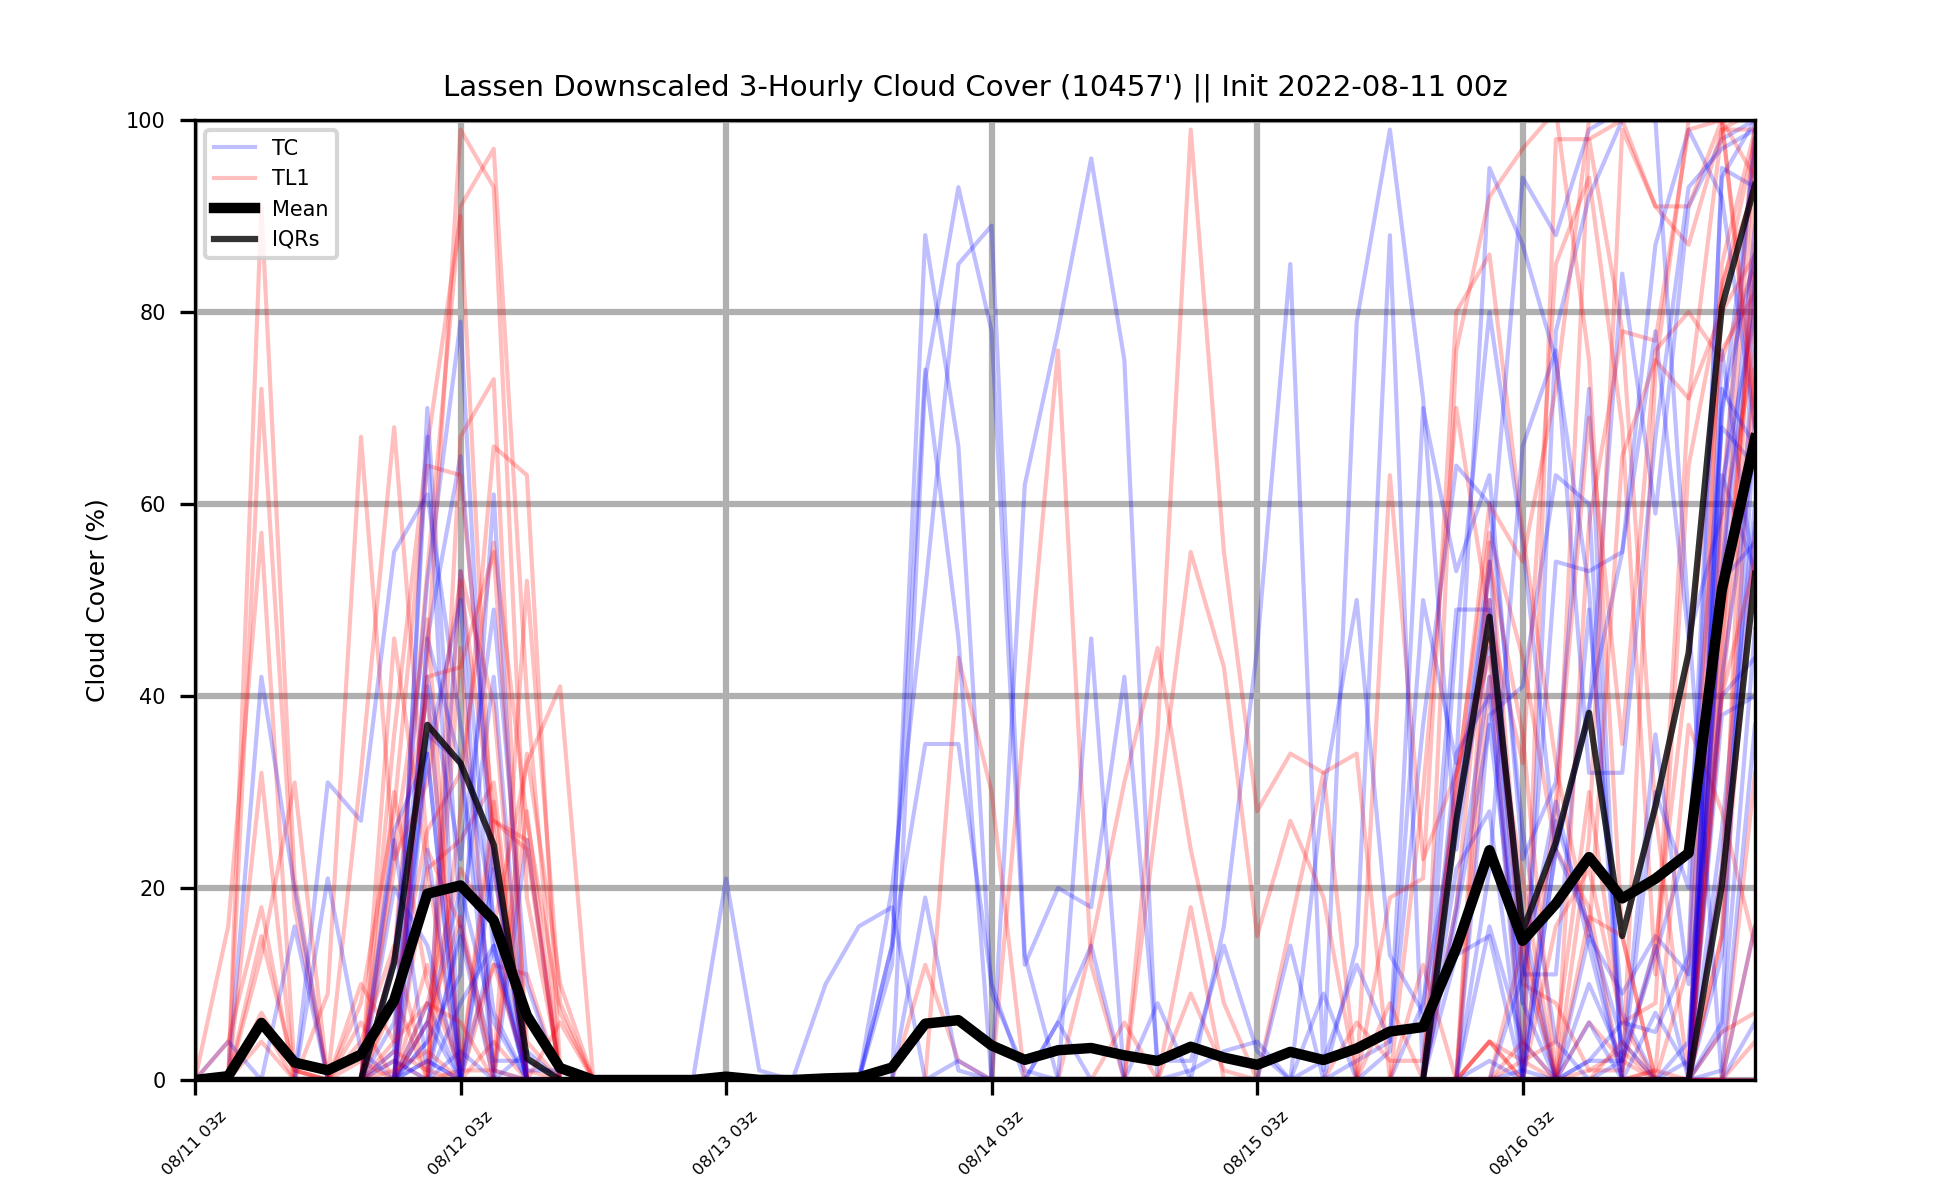 Lassen Downscaled 3-Hourly Cloud Cover (10457') || Init 2022-08-11 00z
100
80
60
40
20
0
Cloud Cover (%)
TC
TL1
Mean
IQRs
08/11 03z
08/12 03z
08/13 03z
08/14 03z
08/15 03z
08/16 03z